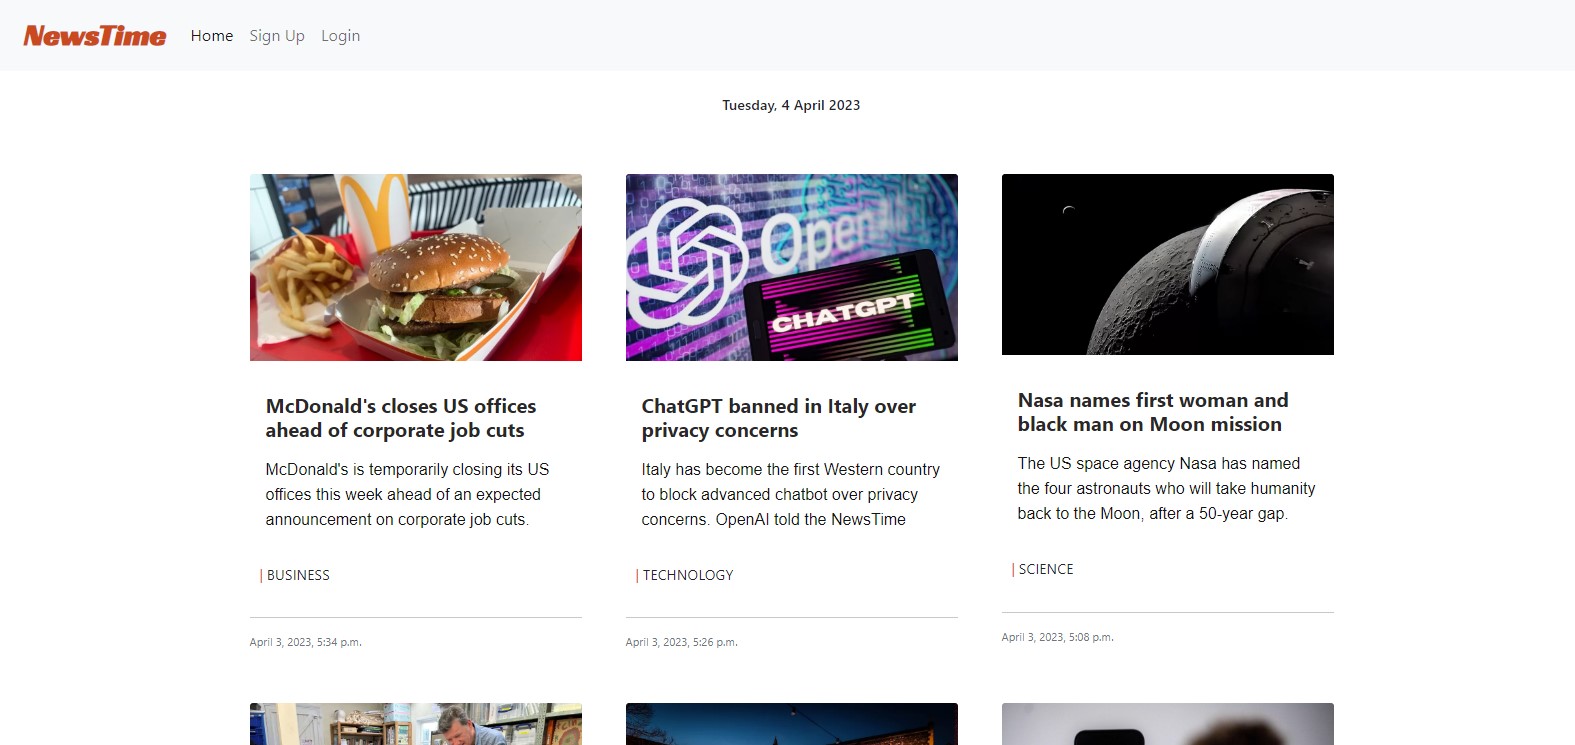 NewsTime Home Sign Up Login
Tuesday, 4 April 2023
OpenAI
CHATGPT
McDonald's closes US offices
ahead of corporate job cuts
McDonald's is temporarily closing its US
offices this week ahead of an expected
announcement on corporate job cuts.
| BUSINESS
April 3, 2023, 5:34 p.m.
ChatGPT banned in Italy over
privacy concerns
Italy has become the first Western country
to block advanced chatbot over privacy
concerns. OpenAI told the NewsTime
| TECHNOLOGY
April 3, 2023, 5:26 p.m.
Nasa names first woman and
black man on Moon mission
The US space agency Nasa has named
the four astronauts who will take humanity
back to the Moon, after a 50-year gap.
| SCIENCE
April 3, 2023, 5:08 p.m.